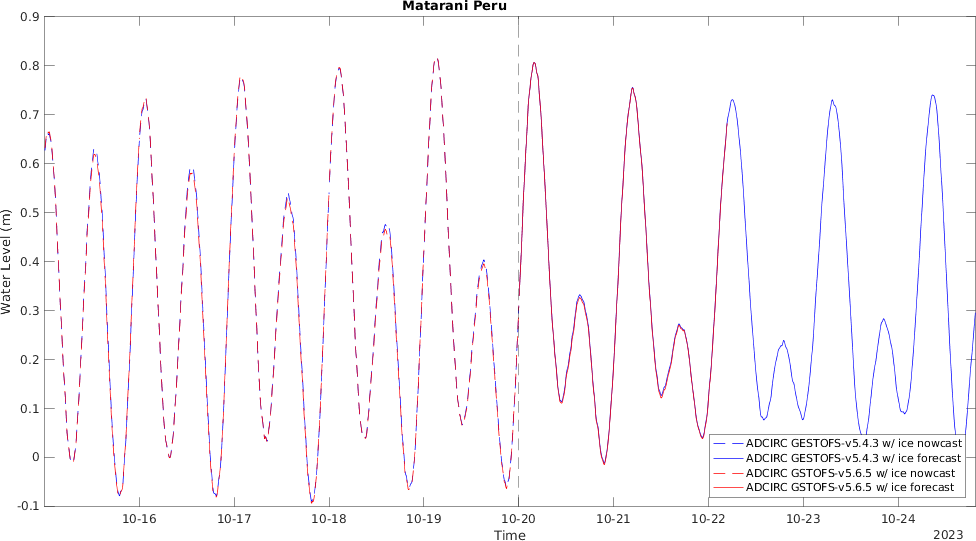 Matarani Peru
0.9
0.8
0.7
0.6
0.5
0.4
0.3
0.2
0.1
0
-0.1
Water Level (m)
ADCIRC GESTOFS-v5.4.3 w/ ice nowcast
ADCIRC GESTOFS-v5.4.3 w/ ice forecast
ADCIRC GSTOFS-v5.6.5 w/ ice nowcast
ADCIRC GSTOFS-v5.6.5 w/ ice forecast
10-16 10-17 10-18 10-19 10-20 10-21 10-22 10-23 10-24
Time
2023